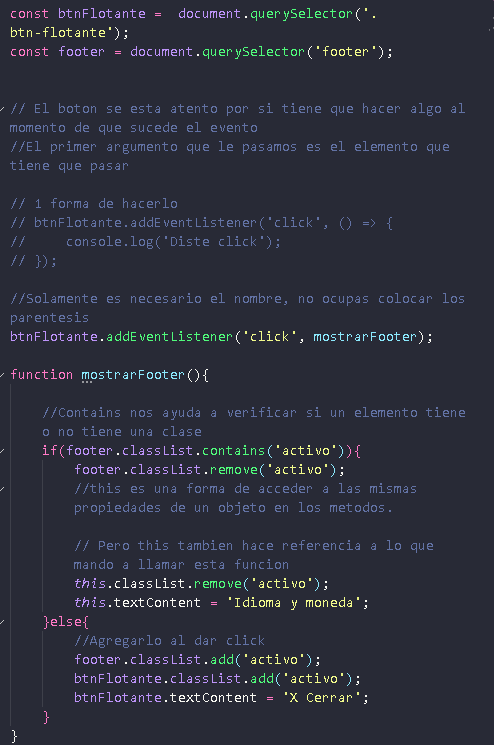 const btnFlotante =  document.querySelector('.
btn-flotante');
const footer = document.querySelector('footer');
// El boton se esta atento por si tiene que hacer algo al
momento de que sucede el evento
//El primer argumento que le pasamos es el elemento que
tiene que pasar
// 1 forma de hacerlo
// btnFlotante.addEventListener('click', () => {
//     console.log('Diste click');
// });
//Solamente es necesario el nombre, no ocupas colocar los
parentesis
btnFlotante.addEventListener('click', mostrarFooter);
function mostrarFooter(){
//Contains nos ayuda a verificar si un elemento tiene
o no tiene una clase
if(footer.classList.contains('activo')){
footer.classList.remove('activo');
//this es una forma de acceder a las mismas
propiedades de un objeto en los metodos.
// Pero this tambien hace referencia a lo que
mando a llamar esta funcion
this.classList.remove('activo');
this.textContent = 'Idioma y moneda';
}else{
//Agregarlo al dar click
footer.classList.add('activo');
btnFlotante.classList.add('activo');
btnFlotante.textContent = 'X Cerrar';
}
}